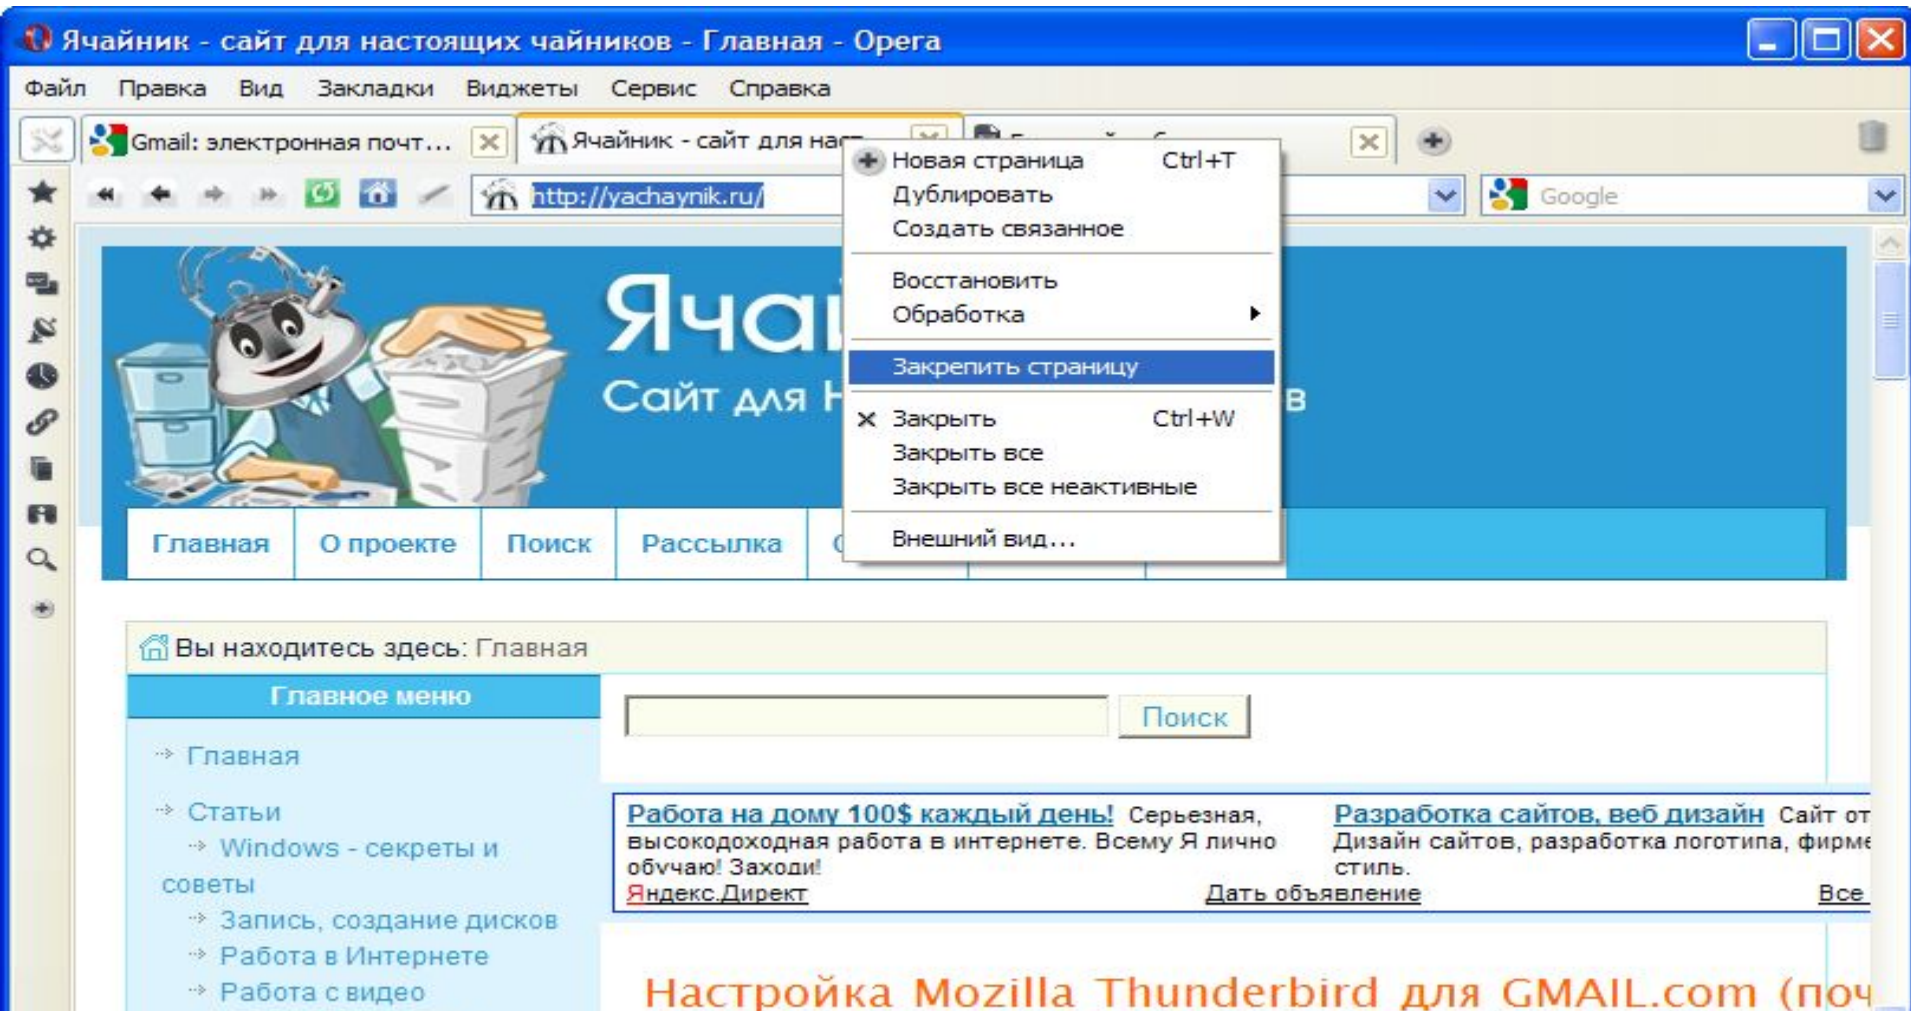 Ячайник - сайт для настоящих чайников - Главная - Opera
Файл Правка Вид Закладки Виджеты Сервис Справка
Gmail: электронная почт... Ячайник - сайт для
http://yachaynik.ru/ Google
Новая страница Ctrl+T
Дублировать
Создать связанное
Восстановить
Обработка
Закрепить страницу
Закрыть Ctrl+W
Закрыть все
Закрыть все неактивные
Внешний вид...
Сайт для
Главная О проекте Поиск Рассылка
Вы находитесь здесь: Главная
Главное меню
Главная
Статьи
Windows - секреты и
советы
Запись, создание дисков
Работа в Интернете
Работа с видео
Поиск
Работа на дому 100$ каждый день! Серьезная,
высокодоходная работа в интернете. Всему Я лично
обучаю! Заходи!
Яндекс.Директ
Разработка сайтов, веб дизайн Сайт от
Дизайн сайтов, разработка логотипа, фирме
стиль.
Дать объявление Все
Настройка Mozilla Thunderbird для GMAIL.com (поч